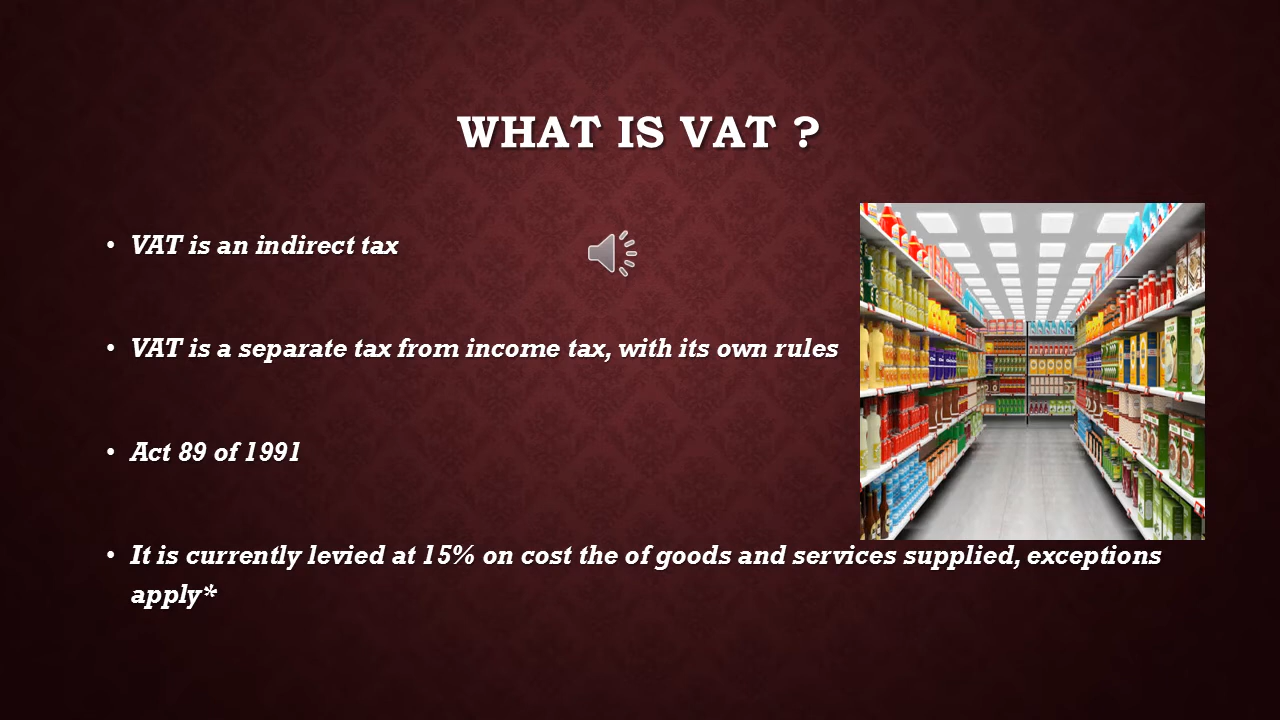 WHAT IS VAT ?
• VAT is an indirect tax
• VAT is a separate tax from income tax, with its own rules
• Act 89 of 1991
• It is currently levied at 15% on cost the of goods and services supplied, exceptions
apply*